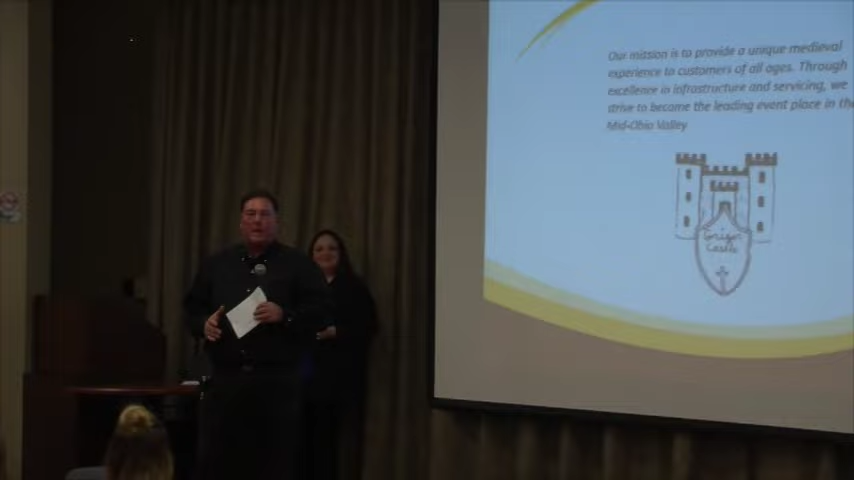 Our mission is to provide a unique medieval
experience to customers of all ages. Through
excellence in infrastructure and servicing, we
strive to become the leading event place in the
Mid-Ohio Valley
Castle